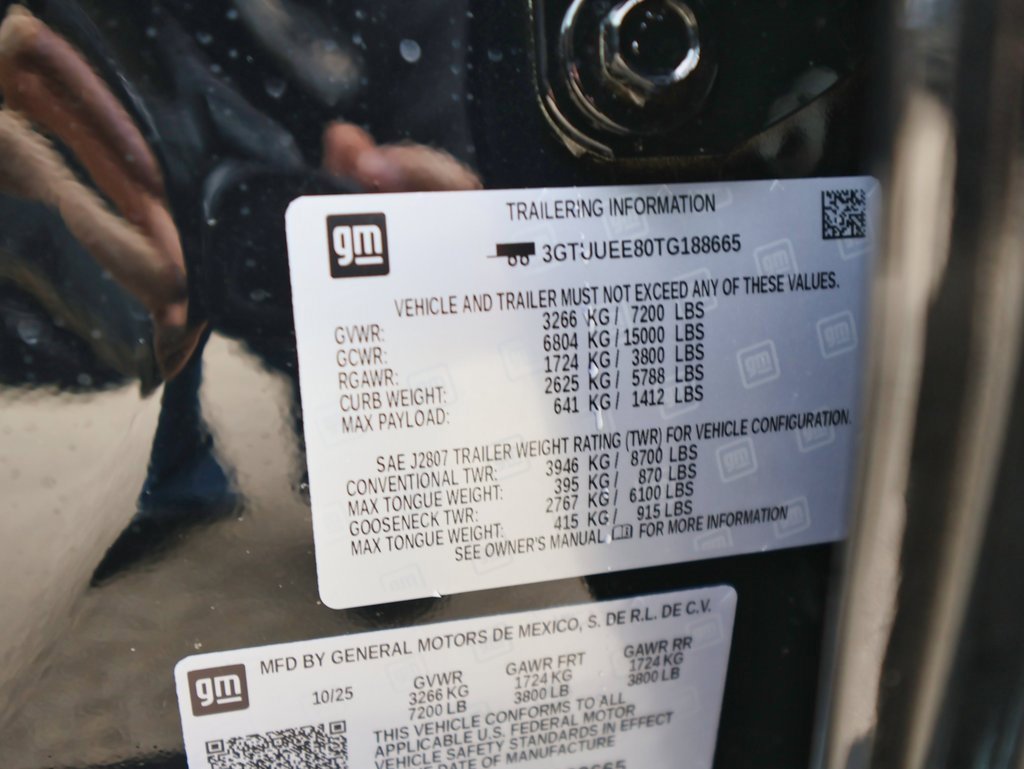 gm
TRAILERING INFORMATION
3GTUUEE80TG188665
VEHICLE AND TRAILER MUST NOT EXCEED ANY OF THESE VALUES.
GVWR: 3266 KG / 7200 LBS
GCWR: 6804 KG / 15000 LBS
RGAWR: 1724 KG / 3800 LBS
CURB WEIGHT: 2625 KG / 5788 LBS
MAX PAYLOAD: 641 KG / 1412 LBS
SAE J2807 TRAILER WEIGHT RATING (TWR) FOR VEHICLE CONFIGURATION.
CONVENTIONAL TWR: 3946 KG / 8700 LBS
MAX TONGUE WEIGHT: 395 KG / 870 LBS
GOOSENECK TWR: 2767 KG / 6100 LBS
MAX TONGUE WEIGHT: 415 KG / 915 LBS
SEE OWNER'S MANUAL FOR MORE INFORMATION
gm
MFD BY GENERAL MOTORS DE MEXICO, S. DE R.L. DE C.V.
10/25
GVWR GAWR FRT GAWR RR
3266 KG 1724 KG 1724 KG
7200 LB 3800 LB 3800 LB
THIS VEHICLE CONFORMS TO ALL
APPLICABLE U.S. FEDERAL MOTOR
VEHICLE SAFETY STANDARDS IN EFFECT
DATE OF MANUFACTURE